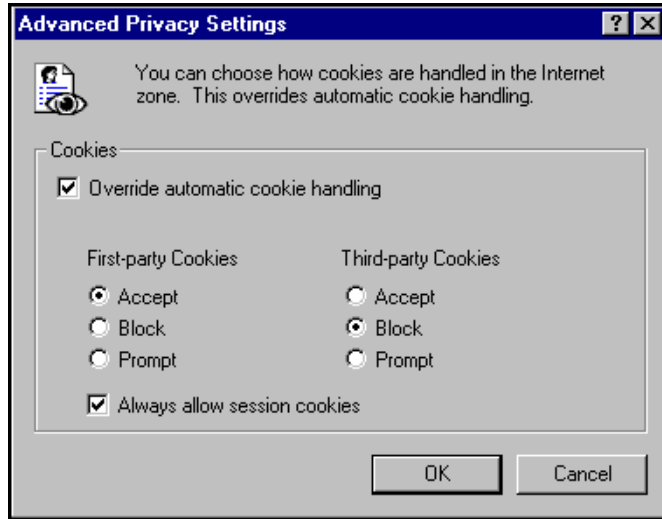 Advanced Privacy Settings
You can choose how cookies are handled in the Internet
zone. This overrides automatic cookie handling.
Cookies
Override automatic cookie handling
First-party Cookies Third-party Cookies
Accept Accept
Block Block
Prompt Prompt
Always allow session cookies
OK Cancel